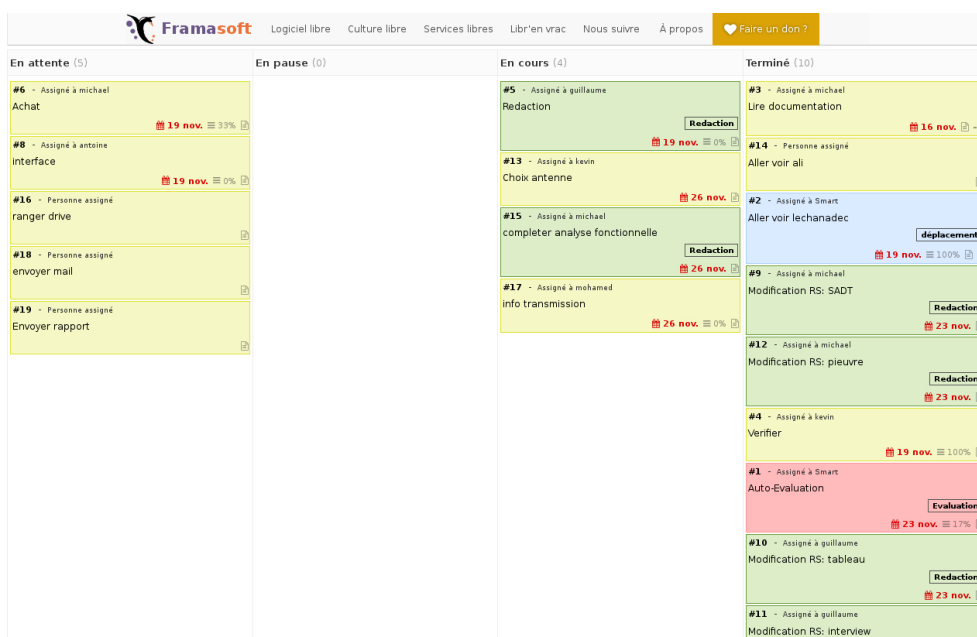 Framasoft Logiciel libre Culture libre Services libres Libr'en vrac Nous suivre À propos Faire un don ?
En attente (5) En pause (0) En cours (4) Terminé (10)
#6 - Assigné à michael
Achat
19 nov. 33%
#8 - Assigné à antoine
interface
19 nov. 0%
#16 - Personne assigné
ranger drive
#18 - Personne assigné
envoyer mail
#19 - Personne assigné
Envoyer rapport
#5 - Assigné à guillaume
Redaction
Redaction
19 nov. 0%
#13 - Assigné à kevin
Choix antenne
26 nov.
#15 - Assigné à michael
completer analyse fonctionnelle
Redaction
26 nov.
#17 - Assigné à mohamed
info transmission
26 nov. 0%
#3 - Assigné à michael
Lire documentation
16 nov.
#14 - Personne assigné
Aller voir ali
#2 - Assigné à Smart
Aller voir lechanadec
déplacement
19 nov. 100%
#9 - Assigné à michael
Modification RS: SADT
Redaction
23 nov.
#12 - Assigné à michael
Modification RS: pieuvre
Redaction
23 nov.
#4 - Assigné à kevin
Verifier
19 nov. 100%
#1 - Assigné à Smart
Auto-Evaluation
Evaluation
23 nov. 17%
#10 - Assigné à guillaume
Modification RS: tableau
Redaction
23 nov.
#11 - Assigné à guillaume
Modification RS: interview